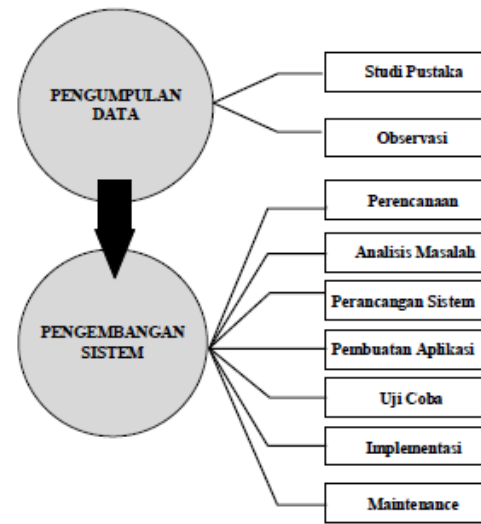 PENGUMPULAN
DATA
Studi Pustaka
Observasi
PENGEMBANGAN
SISTEM
Perencanaan
Analisis Masalah
Perancangan Sistem
Pembuatan Aplikasi
Uji Coba
Implementasi
Maintenance